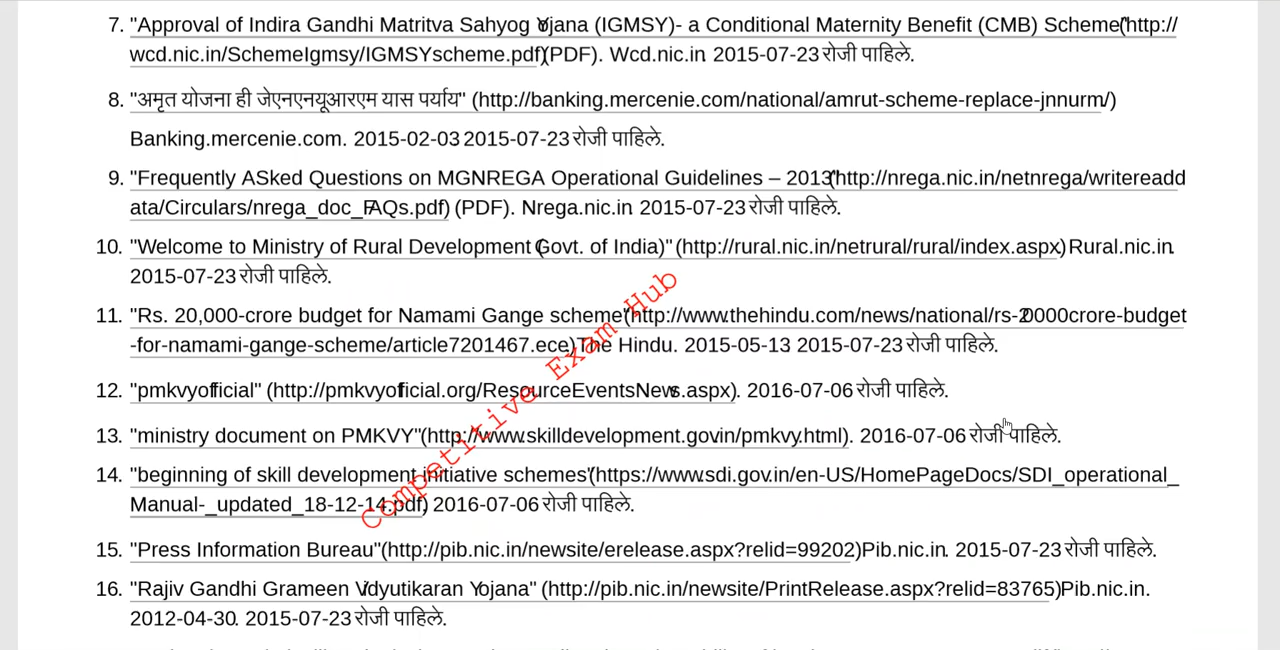 7. "Approval of Indira Gandhi Matritva Sahyog Yojana (IGMSY)- a Conditional Maternity Benefit (CMB) Scheme" (http://
wcd.nic.in/SchemeIgmsy/IGMSYscheme.pdf) (PDF). Wcd.nic.in. 2015-07-23 रोजी पाहिले.
8. "अमृत योजना ही जेएनएनयूआरएम यास पर्याय" (http://banking.mercenie.com/national/amrut-scheme-replace-jnnurm/)
Banking.mercenie.com. 2015-02-03 2015-07-23 रोजी पाहिले.
9. "Frequently ASked Questions on MGNREGA Operational Guidelines – 2013" (http://nrega.nic.in/netnrega/writereadd
ata/Circulars/nrega_doc_FAQs.pdf) (PDF). Nrega.nic.in. 2015-07-23 रोजी पाहिले.
10. "Welcome to Ministry of Rural Development (Govt. of India)" (http://rural.nic.in/netrural/rural/index.aspx) Rural.nic.in.
2015-07-23 रोजी पाहिले.
11. "Rs. 20,000-crore budget for Namami Gange scheme" (http://www.thehindu.com/news/national/rs-20000crore-budget
-for-namami-gange-scheme/article7201467.ece) The Hindu. 2015-05-13 2015-07-23 रोजी पाहिले.
12. "pmkvyofficial" (http://pmkvyofficial.org/ResourceEventsNews.aspx). 2016-07-06 रोजी पाहिले.
13. "ministry document on PMKVY" (http://www.skilldevelopment.gov.in/pmkvy.html). 2016-07-06 रोजी पाहिले.
14. "beginning of skill development initiative schemes" (https://www.sdi.gov.in/en-US/HomePageDocs/SDI_operational_
Manual-_updated_18-12-14.pdf) 2016-07-06 रोजी पाहिले.
15. "Press Information Bureau" (http://pib.nic.in/newsite/erelease.aspx?relid=99202) Pib.nic.in. 2015-07-23 रोजी पाहिले.
16. "Rajiv Gandhi Grameen Vidyutikaran Yojana" (http://pib.nic.in/newsite/PrintRelease.aspx?relid=83765) Pib.nic.in.
2012-04-30. 2015-07-23 रोजी पाहिले.
Competitive Exam Hub